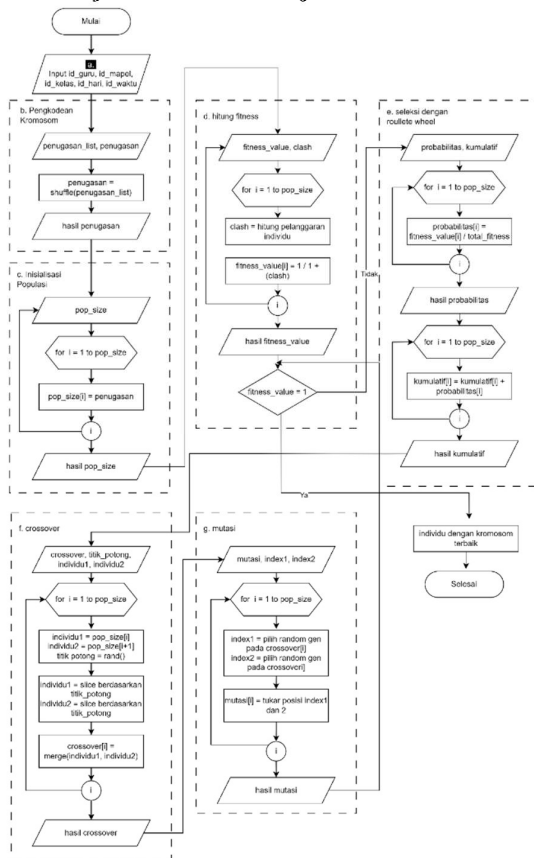 Mulai
a.
Input id_guru, id_mapel,
id_kelas, id_hari, id_waktu
b. Pengkodean
Kromosom
penugasan_list, penugasan
penugasan =
shuffle(penugasan_list)
hasil penugasan
c. Inisialisasi
Populasi
pop_size
for i = 1 to pop_size
pop_size[i] = penugasan
i
hasil pop_size
d. hitung fitness
fitness_value, clash
for i = 1 to pop_size
clash = hitung pelanggaran
individu
fitness_value[i] = 1 / 1 +
(clash)
i
hasil fitness_value
fitness_value = 1
Tidak
Ya
e. seleksi dengan
roullete wheel
probabilitas, kumulatif
for i = 1 to pop_size
probabilitas[i] =
fitness_value[i] / total_fitness
i
hasil probabilitas
for i = 1 to pop_size
kumulatif[i] = kumulatif[i] +
probabilitas[i]
i
hasil kumulatif
individu dengan kromosom
terbaik
Selesai
f. crossover
crossover, titik_potong,
individu1, individu2
for i = 1 to pop_size
individu1 = pop_size[i]
individu2 = pop_size[i+1]
titik potong = rand()
individu1 = slice berdasarkan
titik_potong
individu2 = slice berdasarkan
titik_potong
crossover[i] =
merge(individu1, individu2)
i
hasil crossover
g. mutasi
mutasi, index1, index2
for i = 1 to pop_size
index1 = pilih random gen
pada crossover[i]
index2 = pilih random gen
pada crossoveri]
mutasi[i] = tukar posisi index1
dan 2
i
hasil mutasi